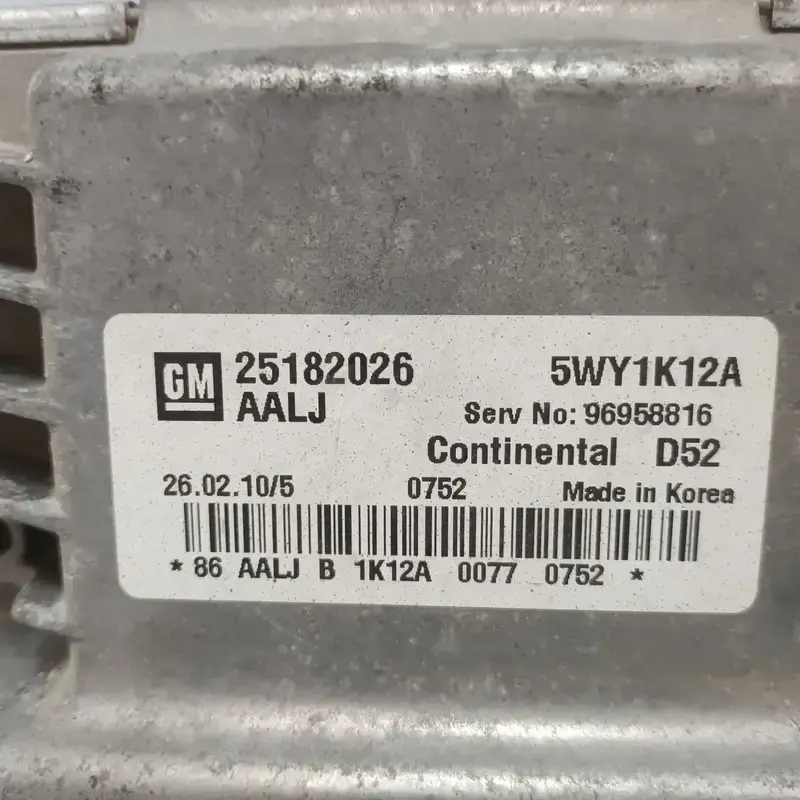 GM 25182026 5WY1K12A
AALJ Serv No: 96958816
Continental D52
26.02.10/5 0752 Made in Korea
* 86 AALJ B 1K12A 0077 0752 *